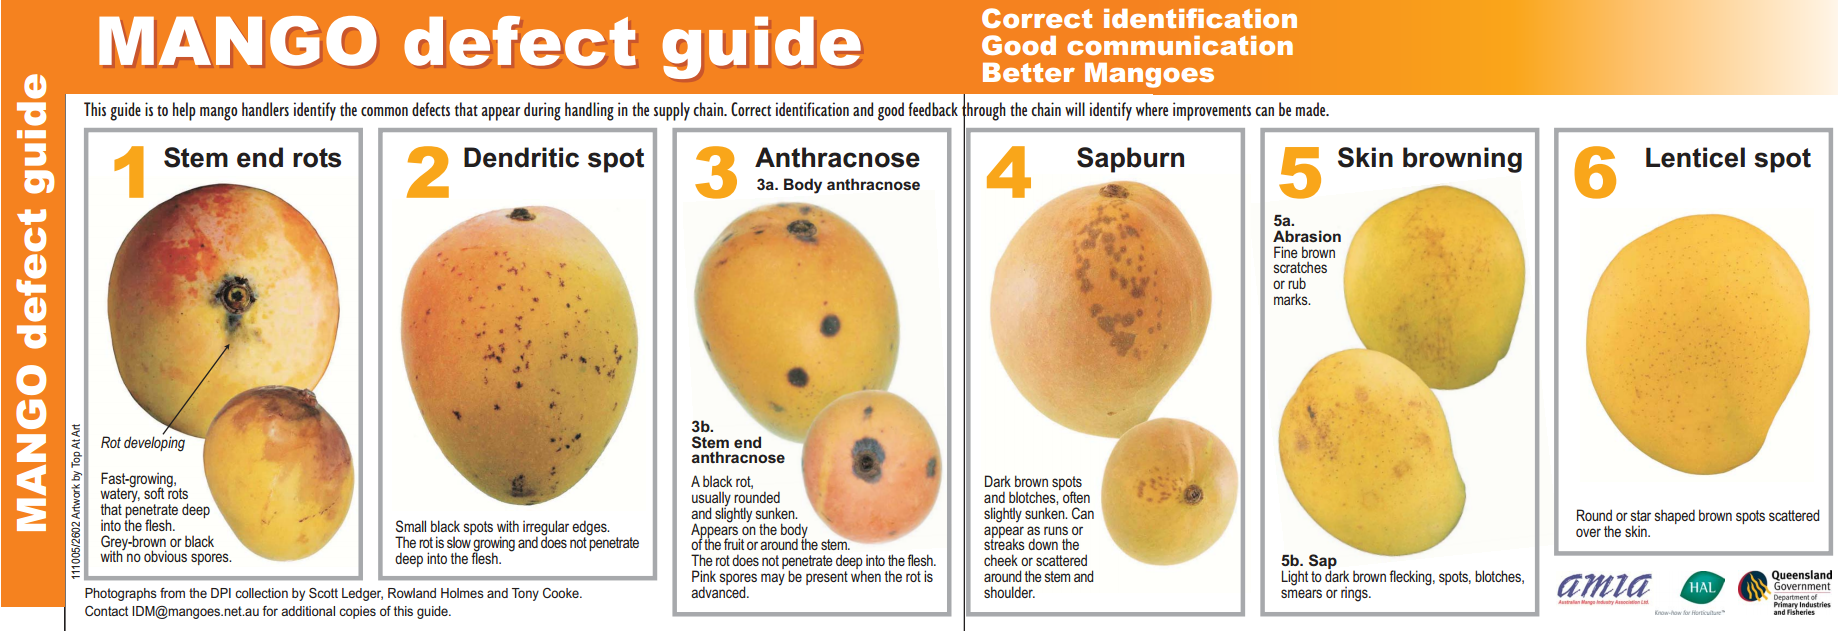 MANGO defect guide
Correct identification
Good communication
Better Mangoes
MANGO defect guide
This guide is to help mango handlers identify the common defects that appear during handling in the supply chain. Correct identification and good feedback through the chain will identify where improvements can be made.
1 Stem end rots
Rot developing
Fast-growing,
watery, soft rots
that penetrate deep
into the flesh.
Grey-brown or black
with no obvious spores.
2 Dendritic spot
Small black spots with irregular edges.
The rot is slow growing and does not penetrate
deep into the flesh.
3 Anthracnose
3a. Body anthracnose
3b.
Stem end
anthracnose
A black rot,
usually rounded
and slightly sunken.
Appears on the body
of the fruit or around the stem.
The rot does not penetrate deep into the flesh.
Pink spores may be present when the rot is
advanced.
4 Sapburn
Dark brown spots
and blotches, often
slightly sunken. Can
appear as runs or
streaks down the
cheek or scattered
around the stem and
shoulder.
5 Skin browning
5a.
Abrasion
Fine brown
scratches
or rub
marks.
5b. Sap
Light to dark brown flecking, spots, blotches,
smears or rings.
6 Lenticel spot
Round or star shaped brown spots scattered
over the skin.
111005/2602 Artwork by Top At Art
Photographs from the DPI collection by Scott Ledger, Rowland Holmes and Tony Cooke.
Contact IDM@mangoes.net.au for additional copies of this guide.
amia
Australian Mango Industry Association Ltd.
HAL
Know-how for Horticulture™
Queensland
Government
Department of
Primary Industries
and Fisheries